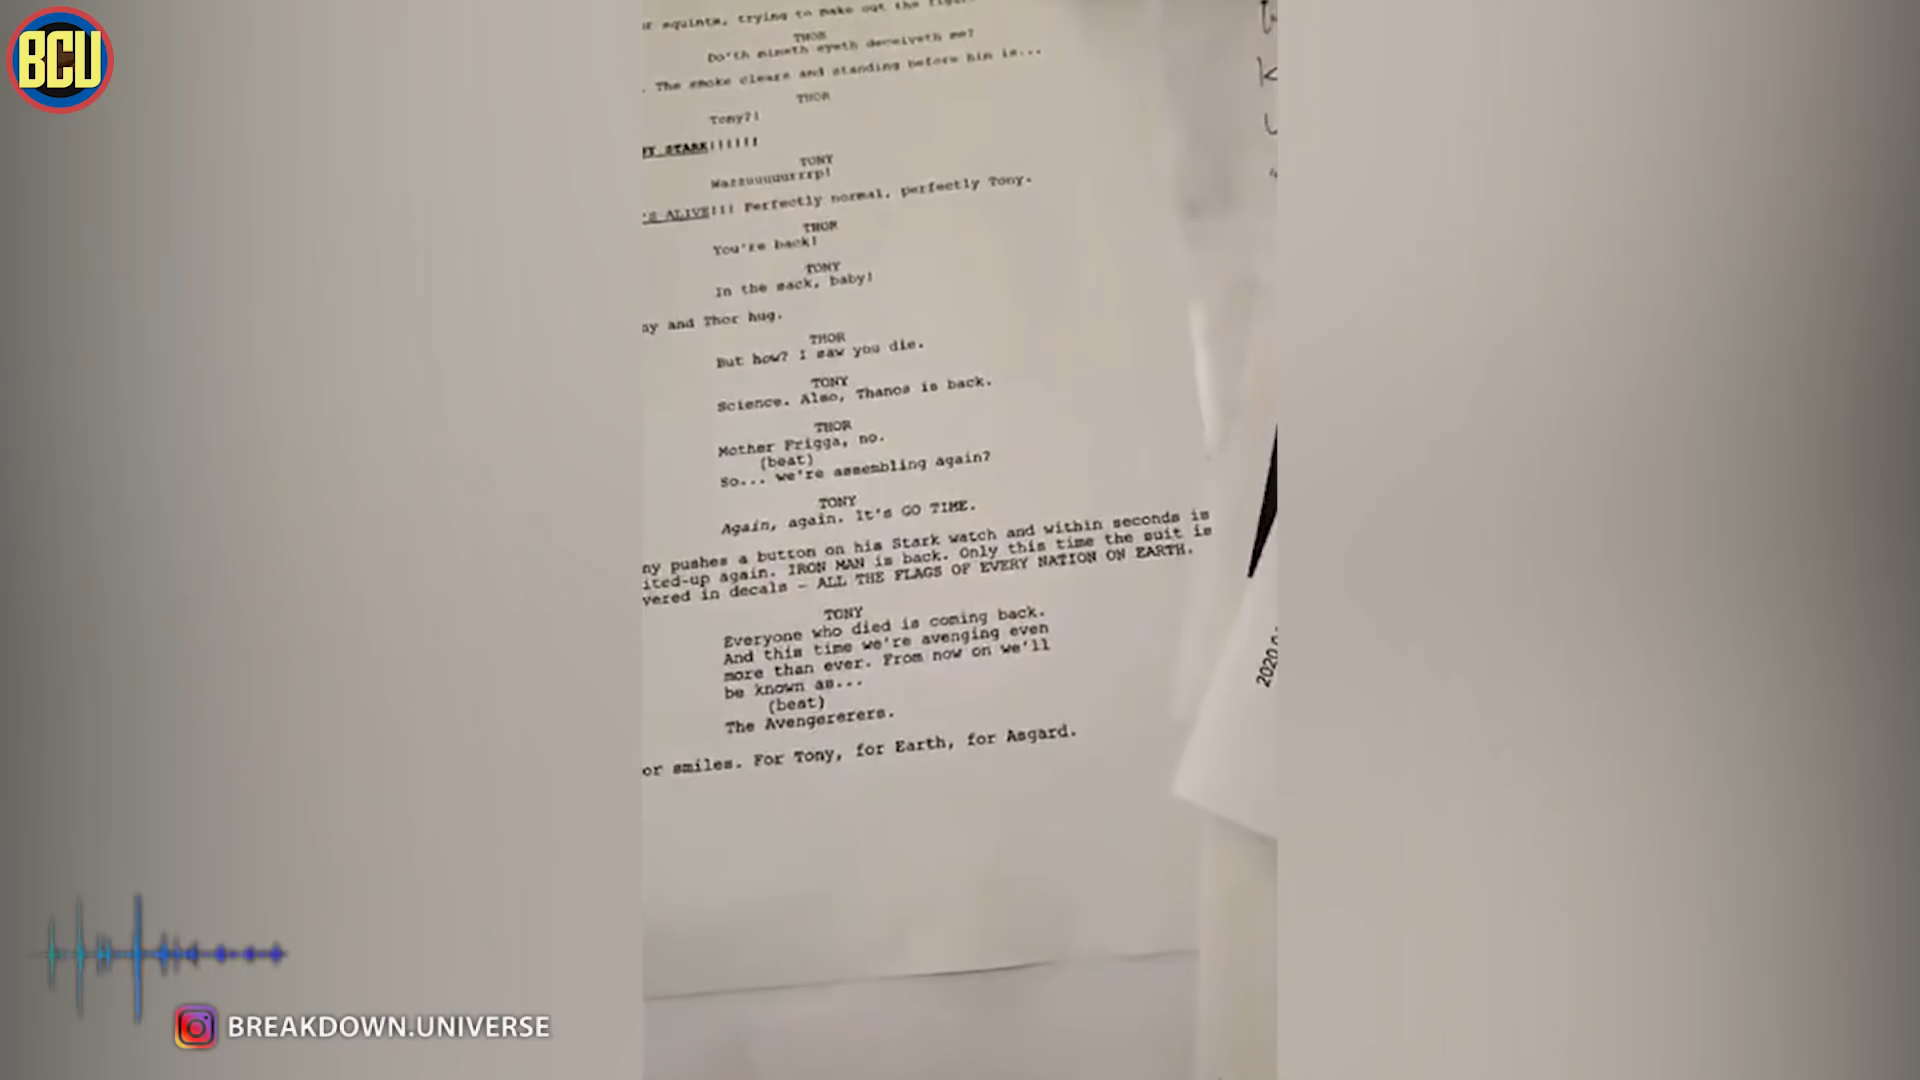 BCU
squints, trying to make out the
THOR
Do'th mineth eyeth deceiveth me?
. The smoke clears and standing before him is...
THOR
Tony?!
STARK!!!!!!
TONY
Wazzuuuuurrrp!
'S ALIVE!!! Perfectly normal, perfectly Tony.
THOR
You're back!
TONY
In the sack, baby!
ny and Thor hug.
THOR
But how? I saw you die.
TONY
Science. Also, Thanos is back.
THOR
Mother Frigga, no.
(beat)
So... we're assembling again?
TONY
Again, again. It's GO TIME.
ny pushes a button on his Stark watch and within seconds is
ited-up again. IRON MAN is back. Only this time the suit is
vered in decals - ALL THE FLAGS OF EVERY NATION ON EARTH.
TONY
Everyone who died is coming back.
And this time we're avenging even
more than ever. From now on we'll
be known as...
(beat)
The Avengererers.
or smiles. For Tony, for Earth, for Asgard.
2020
BREAKDOWN.UNIVERSE